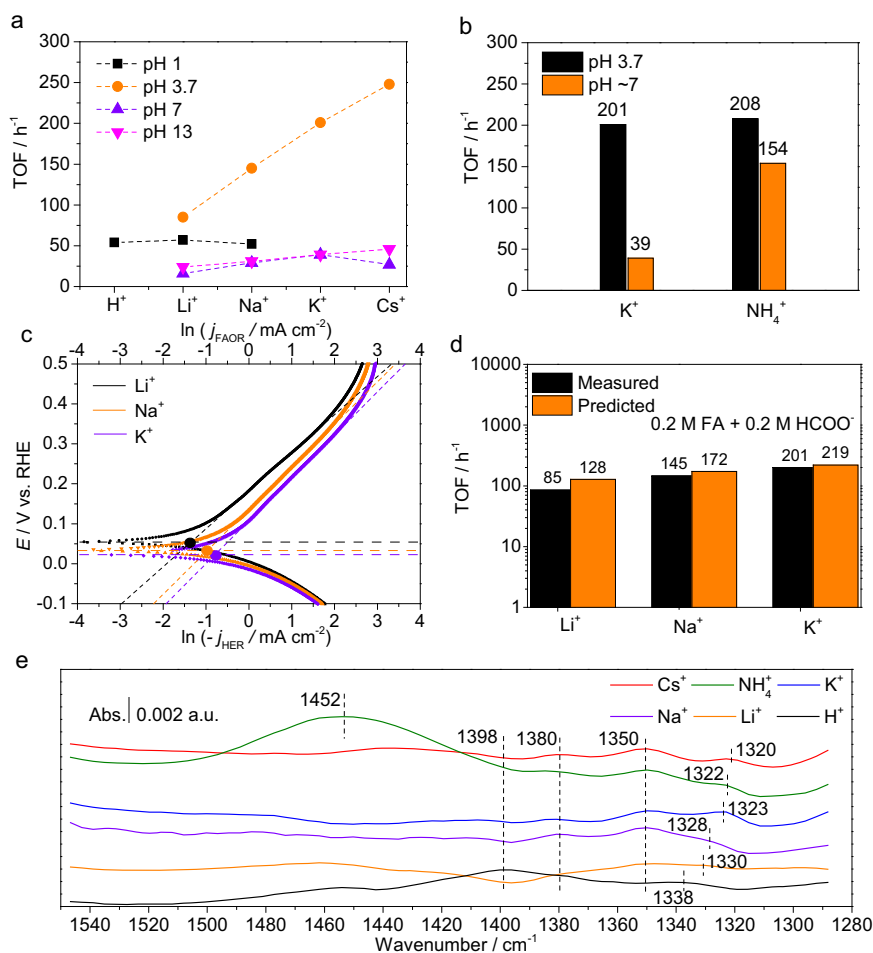 a
TOF / h⁻¹
300
250
200
150
100
50
0
pH 1
pH 3.7
pH 7
pH 13
H⁺ Li⁺ Na⁺ K⁺ Cs⁺
b
TOF / h⁻¹
300
250
200
150
100
50
0
pH 3.7
pH ~7
201 39 208 154
K⁺ NH₄⁺
c
ln (j_FAOR / mA cm⁻²)
-4 -3 -2 -1 0 1 2 3 4
E / V vs. RHE
0.5
0.4
0.3
0.2
0.1
0.0
-0.1
Li⁺
Na⁺
K⁺
-4 -3 -2 -1 0 1 2 3 4
ln (- j_HER / mA cm⁻²)
d
TOF / h⁻¹
10000
1000
100
10
1
Measured
Predicted
0.2 M FA + 0.2 M HCOO⁻
85 128 145 172 201 219
Li⁺ Na⁺ K⁺
e
Abs. 0.002 a.u.
Cs⁺ NH₄⁺ K⁺
Na⁺ Li⁺ H⁺
1452
1398
1380
1350
1320
1322
1323
1328
1330
1338
1540 1520 1500 1480 1460 1440 1420 1400 1380 1360 1340 1320 1300 1280
Wavenumber / cm⁻¹